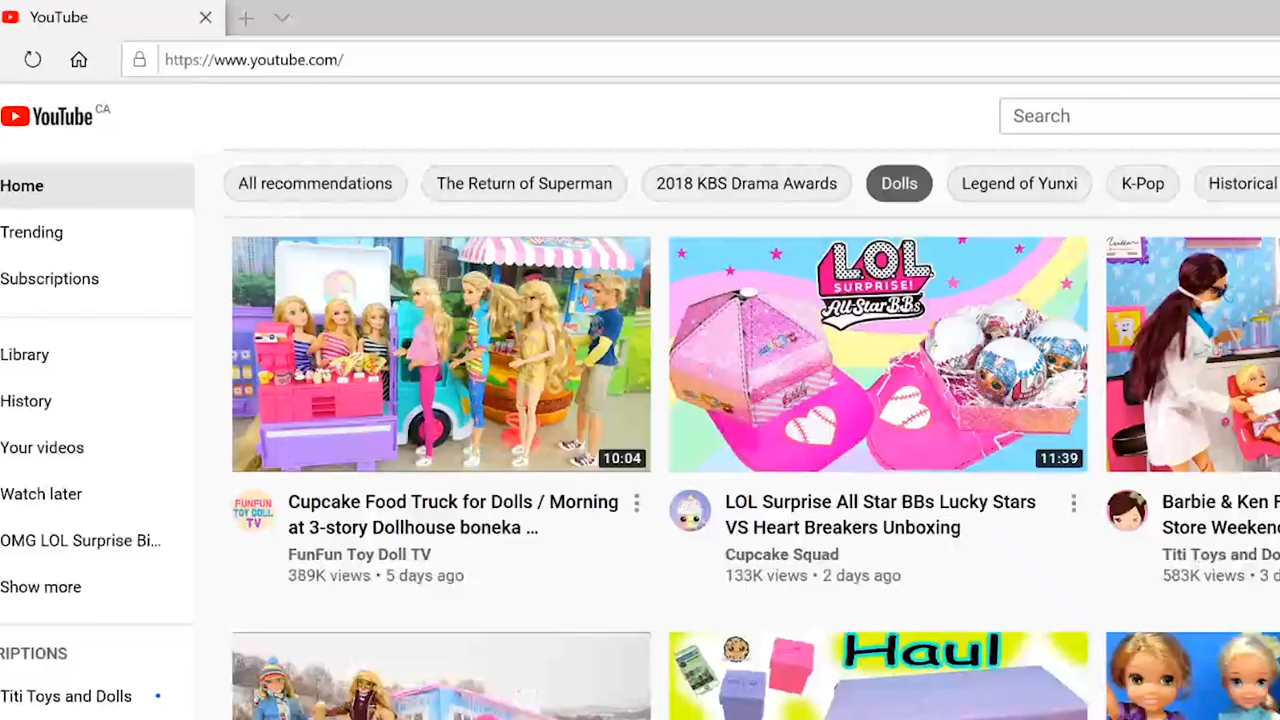 YouTube
https://www.youtube.com/
YouTube CA
Search
Home
All recommendations
The Return of Superman
2018 KBS Drama Awards
Dolls
Legend of Yunxi
K-Pop
Historical
Trending
Subscriptions
Library
History
Your videos
Watch later
OMG LOL Surprise Bi...
Show more
RIPTIONS
Titi Toys and Dolls
10:04
FUNFUN
TOY DOLL
TV
Cupcake Food Truck for Dolls / Morning
at 3-story Dollhouse boneka ...
FunFun Toy Doll TV
389K views • 5 days ago
LOL
SURPRISE!
All-Star BBs
11:39
LOL Surprise All Star BBs Lucky Stars
VS Heart Breakers Unboxing
Cupcake Squad
133K views • 2 days ago
Barbie & Ken F
Store Weekend
Titi Toys and Do
583K views • 3 d
Haul